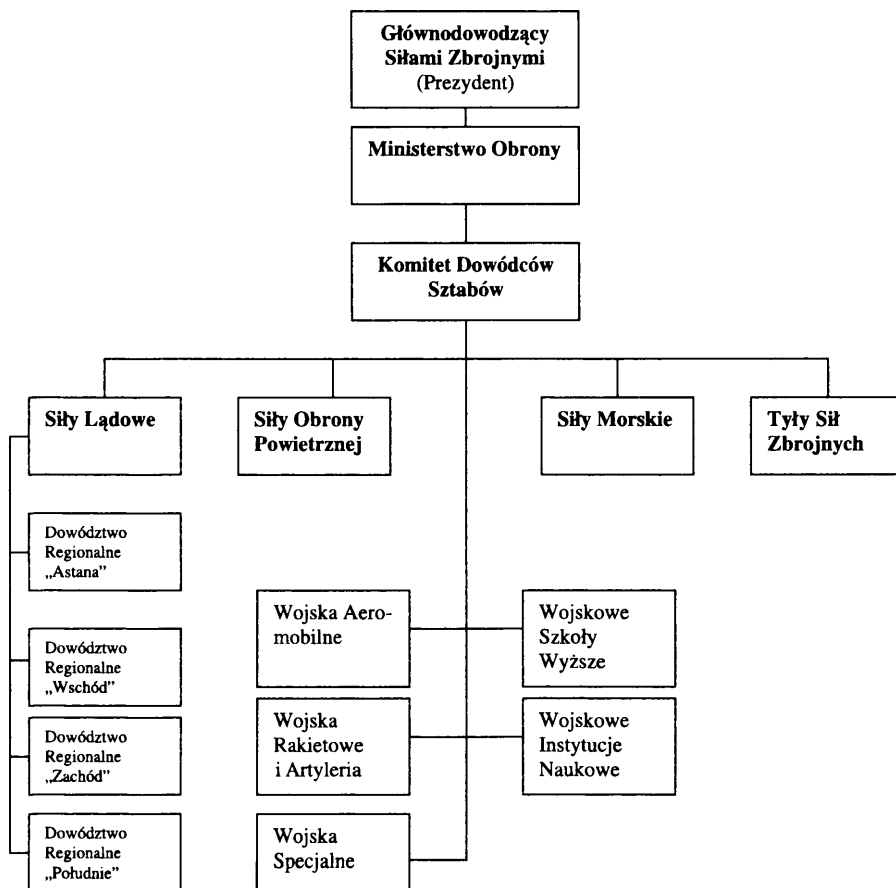 Głównodowodzący
Siłami Zbrojnymi
(Prezydent)
Ministerstwo Obrony
Komitet Dowódców
Sztabów
Siły Lądowe
Siły Obrony
Powietrznej
Siły Morskie
Tyły Sił
Zbrojnych
Dowództwo
Regionalne
„Astana”
Dowództwo
Regionalne
„Wschód”
Dowództwo
Regionalne
„Zachód”
Dowództwo
Regionalne
„Południe”
Wojska Aero-
mobilne
Wojska
Rakietowe
i Artyleria
Wojska
Specjalne
Wojskowe
Szkoły
Wyższe
Wojskowe
Instytucje
Naukowe